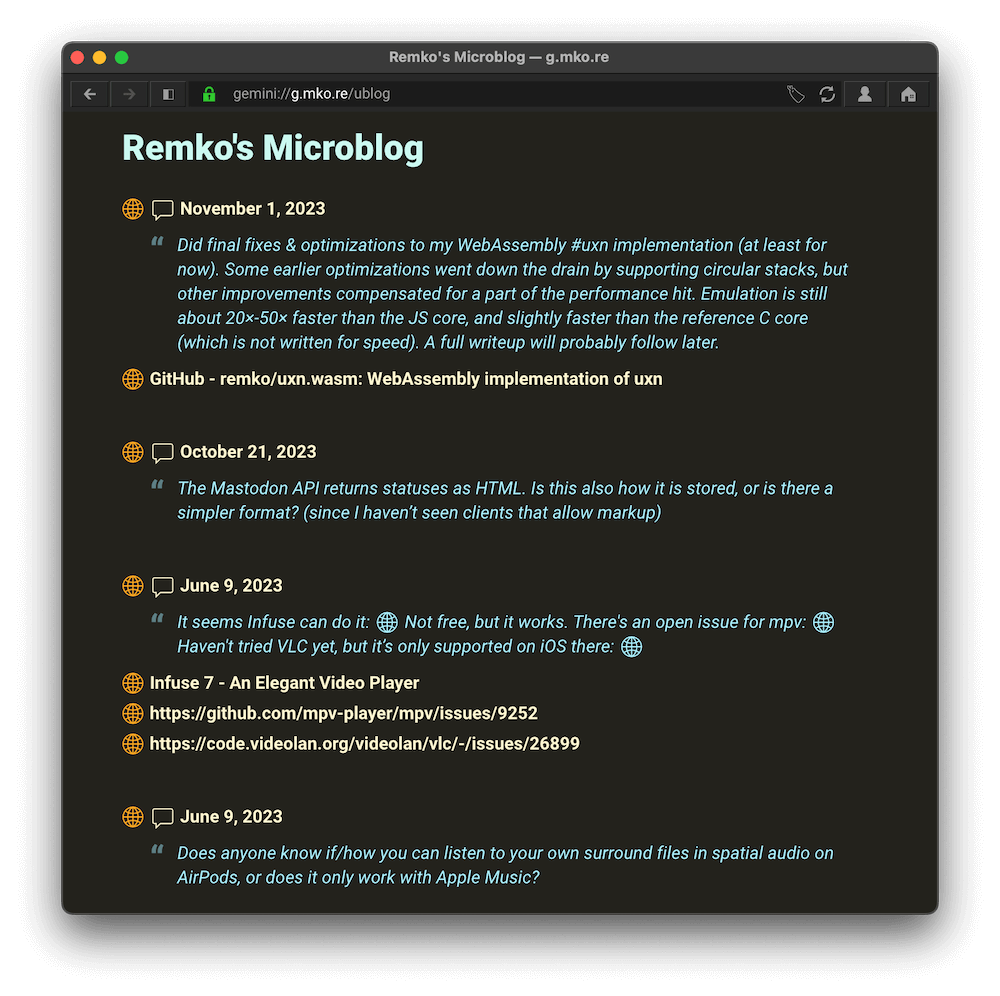 Remko's Microblog — g.mko.re
gemini://g.mko.re/ublog
Remko's Microblog
November 1, 2023
“ Did final fixes & optimizations to my WebAssembly #uxn implementation (at least for
now). Some earlier optimizations went down the drain by supporting circular stacks, but
other improvements compensated for a part of the performance hit. Emulation is still
about 20×-50× faster than the JS core, and slightly faster than the reference C core
(which is not written for speed). A full writeup will probably follow later.
GitHub - remko/uxn.wasm: WebAssembly implementation of uxn
October 21, 2023
“ The Mastodon API returns statuses as HTML. Is this also how it is stored, or is there a
simpler format? (since I haven’t seen clients that allow markup)
June 9, 2023
“ It seems Infuse can do it: Not free, but it works. There's an open issue for mpv:
Haven't tried VLC yet, but it’s only supported on iOS there:
Infuse 7 - An Elegant Video Player
https://github.com/mpv-player/mpv/issues/9252
https://code.videolan.org/videolan/vlc/-/issues/26899
June 9, 2023
“ Does anyone know if/how you can listen to your own surround files in spatial audio on
AirPods, or does it only work with Apple Music?